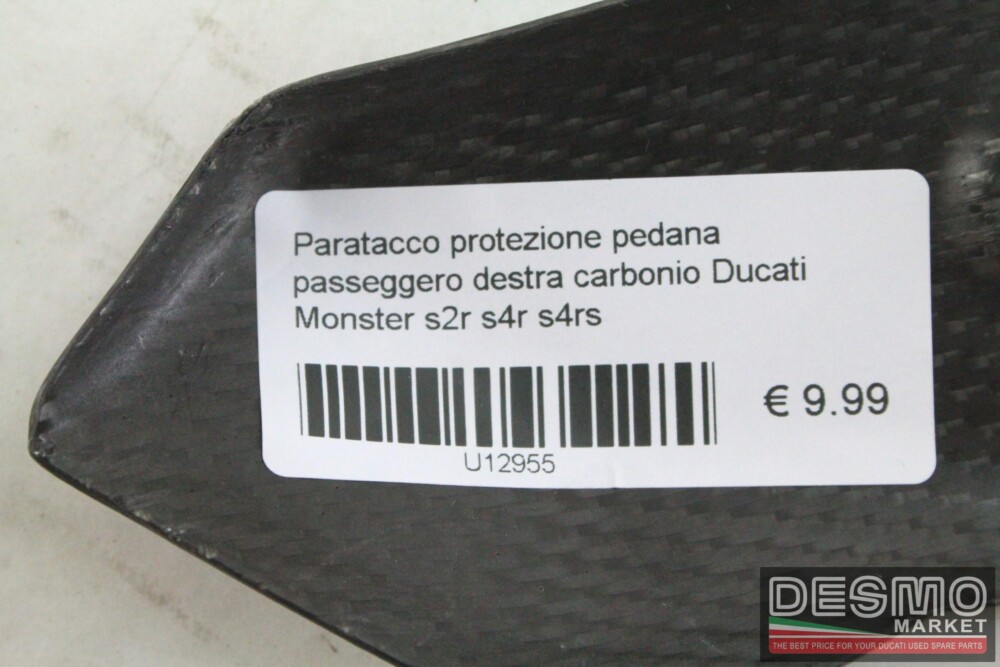 Paratacco protezione pedana
passeggero destra carbonio Ducati
Monster s2r s4r s4rs
€ 9.99
U12955
DESMO
MARKET
THE BEST PRICE FOR YOUR DUCATI USED SPARE PARTS